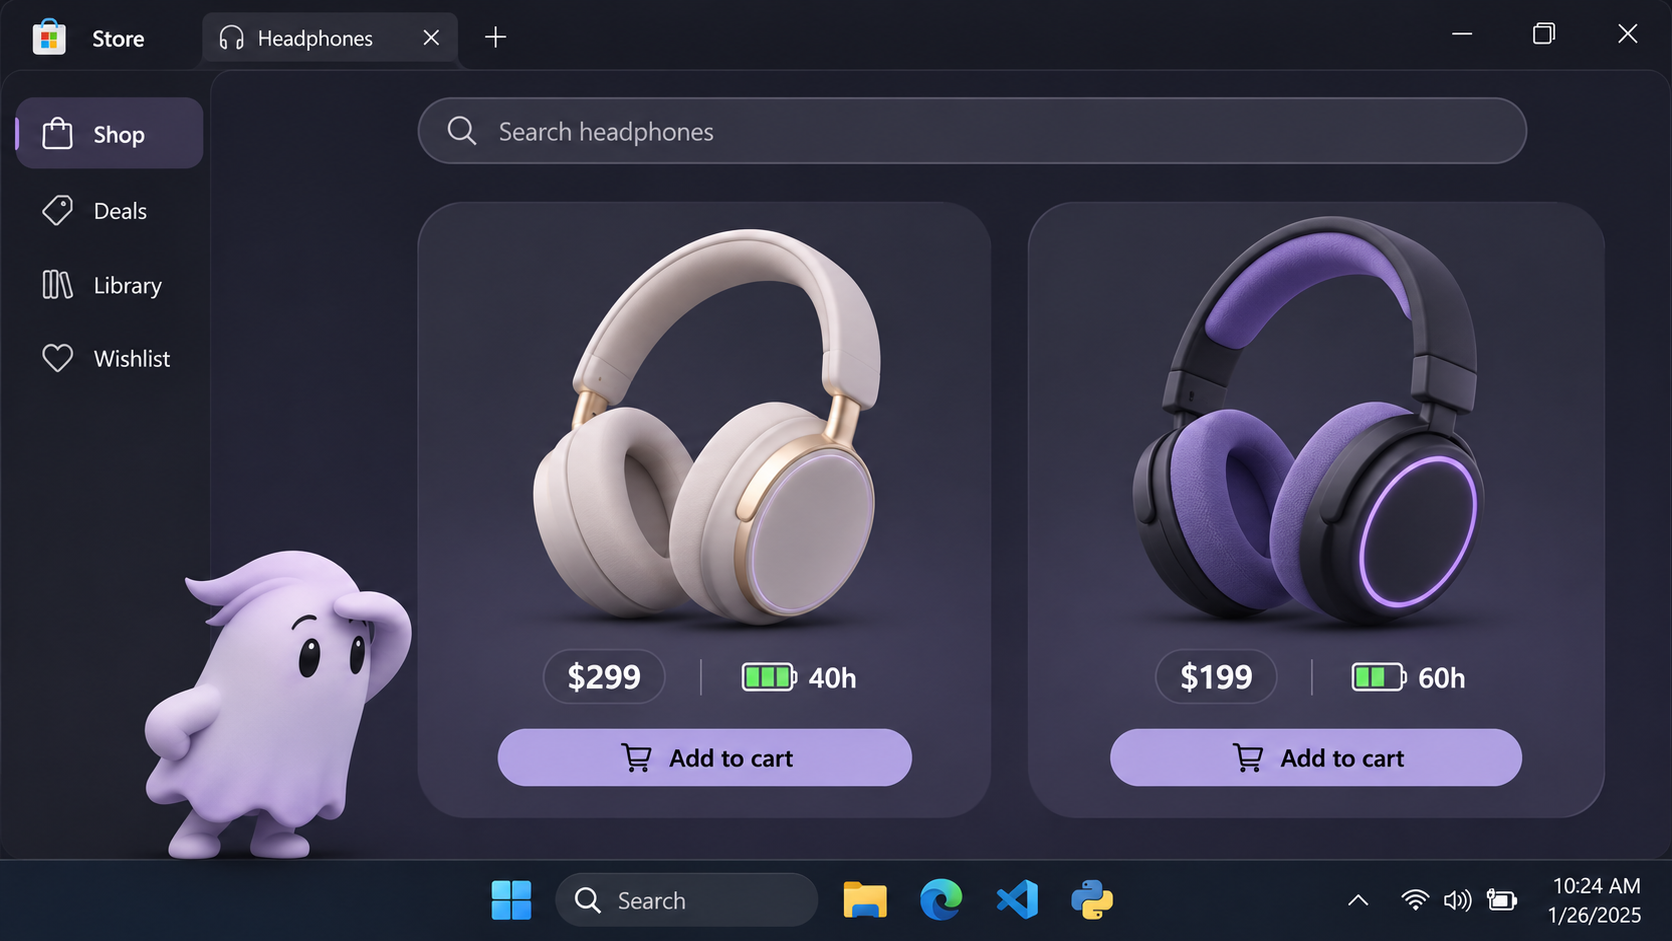 Store
Headphones
Shop
Deals
Library
Wishlist
Search headphones
$299
40h
Add to cart
$199
60h
Add to cart
Search
10:24 AM
1/26/2025